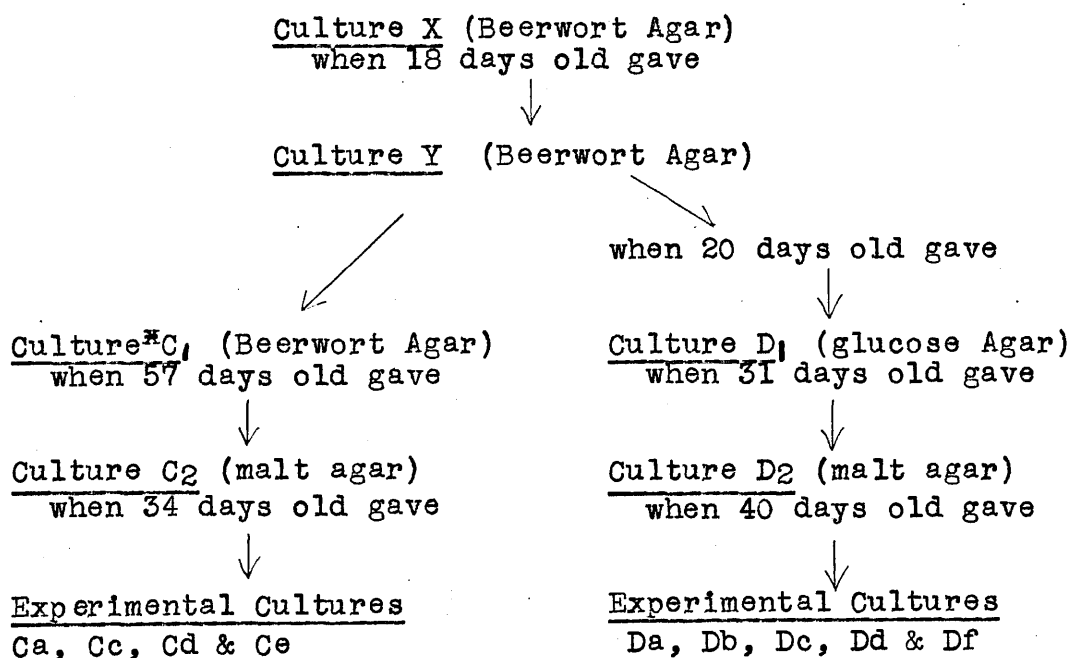 Culture X (Beerwort Agar)
when 18 days old gave
Culture Y (Beerwort Agar)
when 20 days old gave
Culture*C1 (Beerwort Agar)
when 57 days old gave
Culture D1 (glucose Agar)
when 31 days old gave
Culture C2 (malt agar)
when 34 days old gave
Culture D2 (malt agar)
when 40 days old gave
Experimental Cultures
Ca, Cc, Cd & Ce
Experimental Cultures
Da, Db, Dc, Dd & Df